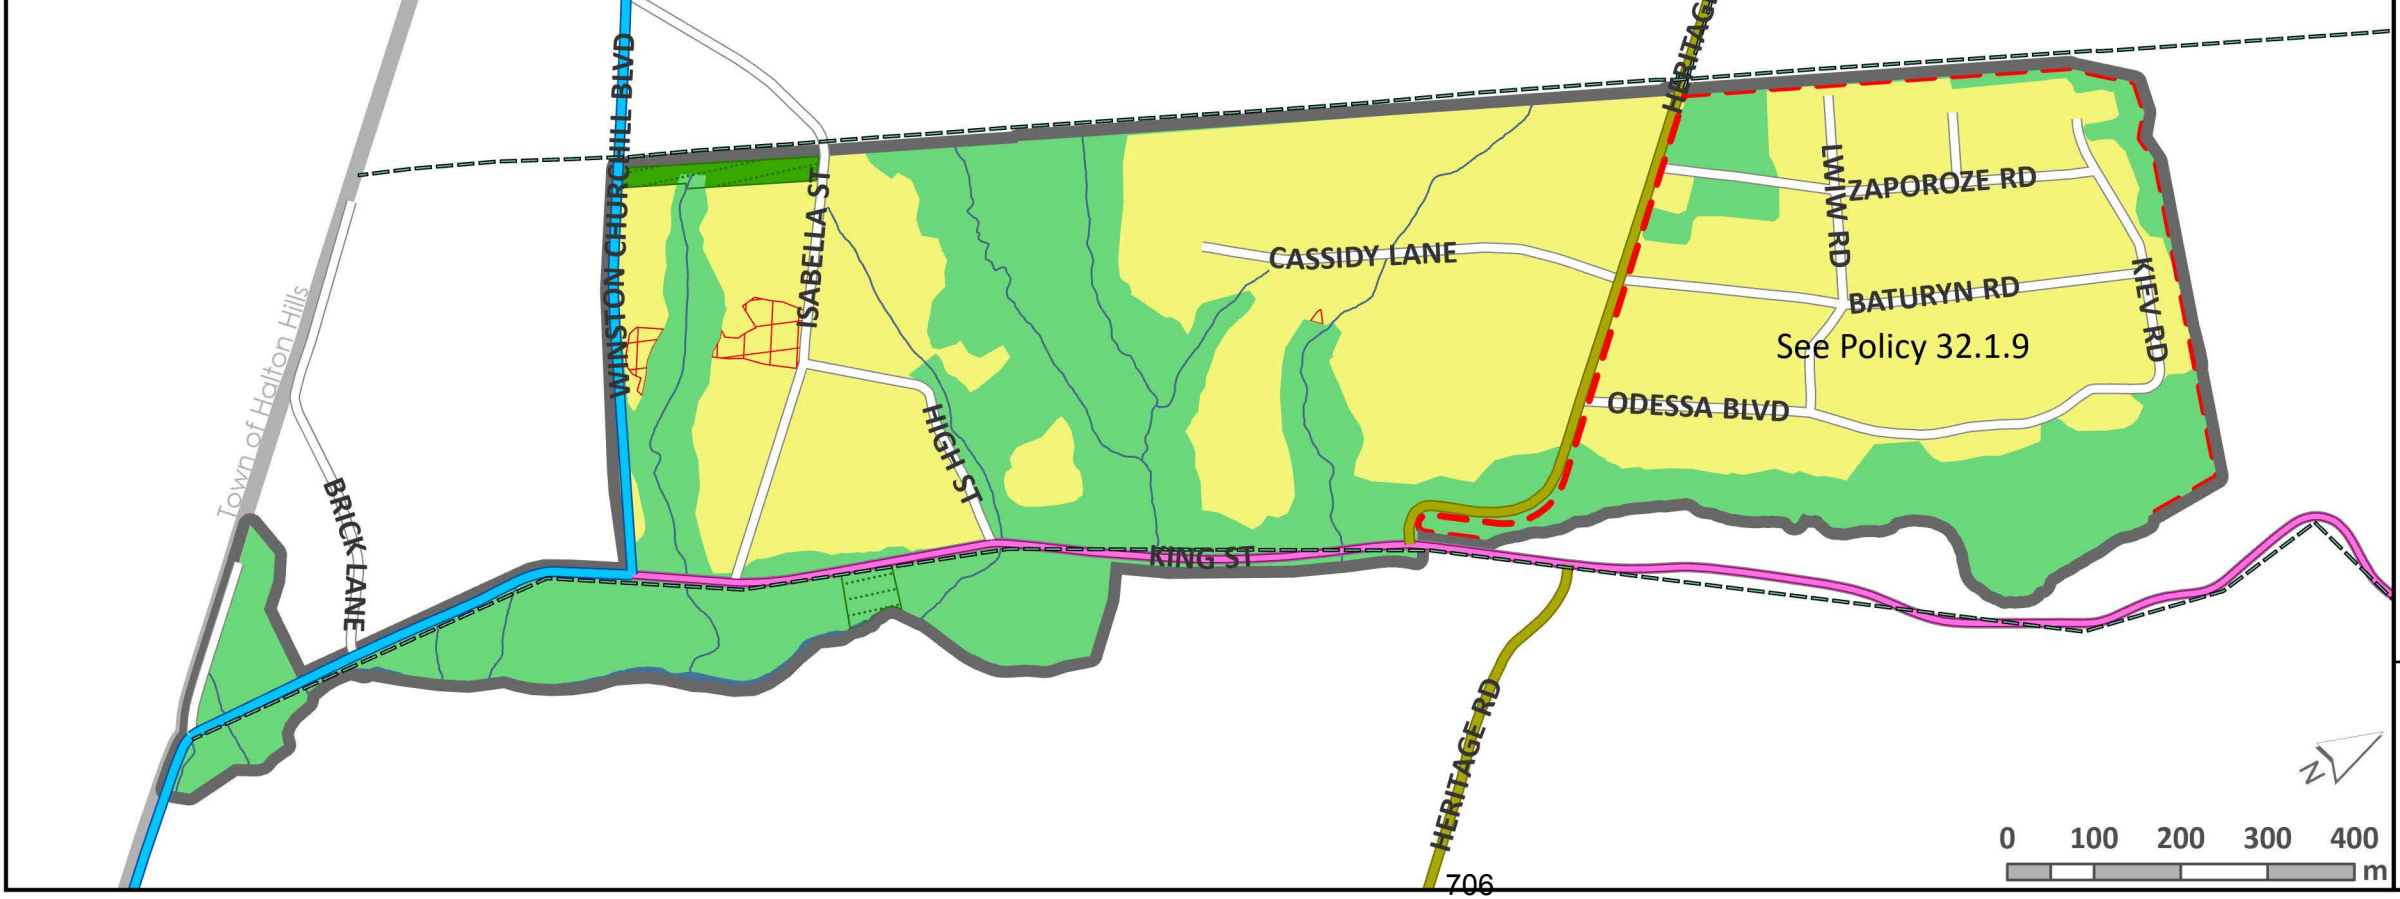 HERITAG
WINSTON CHURCHILL BLVD
ISABELLA ST
LWIW RD
ZAPOROZE RD
CASSIDY LANE
KIEV RD
BATURYN RD
Town of Halton Hills
See Policy 32.1.9
ODESSA BLVD
HIGH ST
BRICK LANE
KING ST
HERITAGE RD
N
0 100 200 300 400
m
706